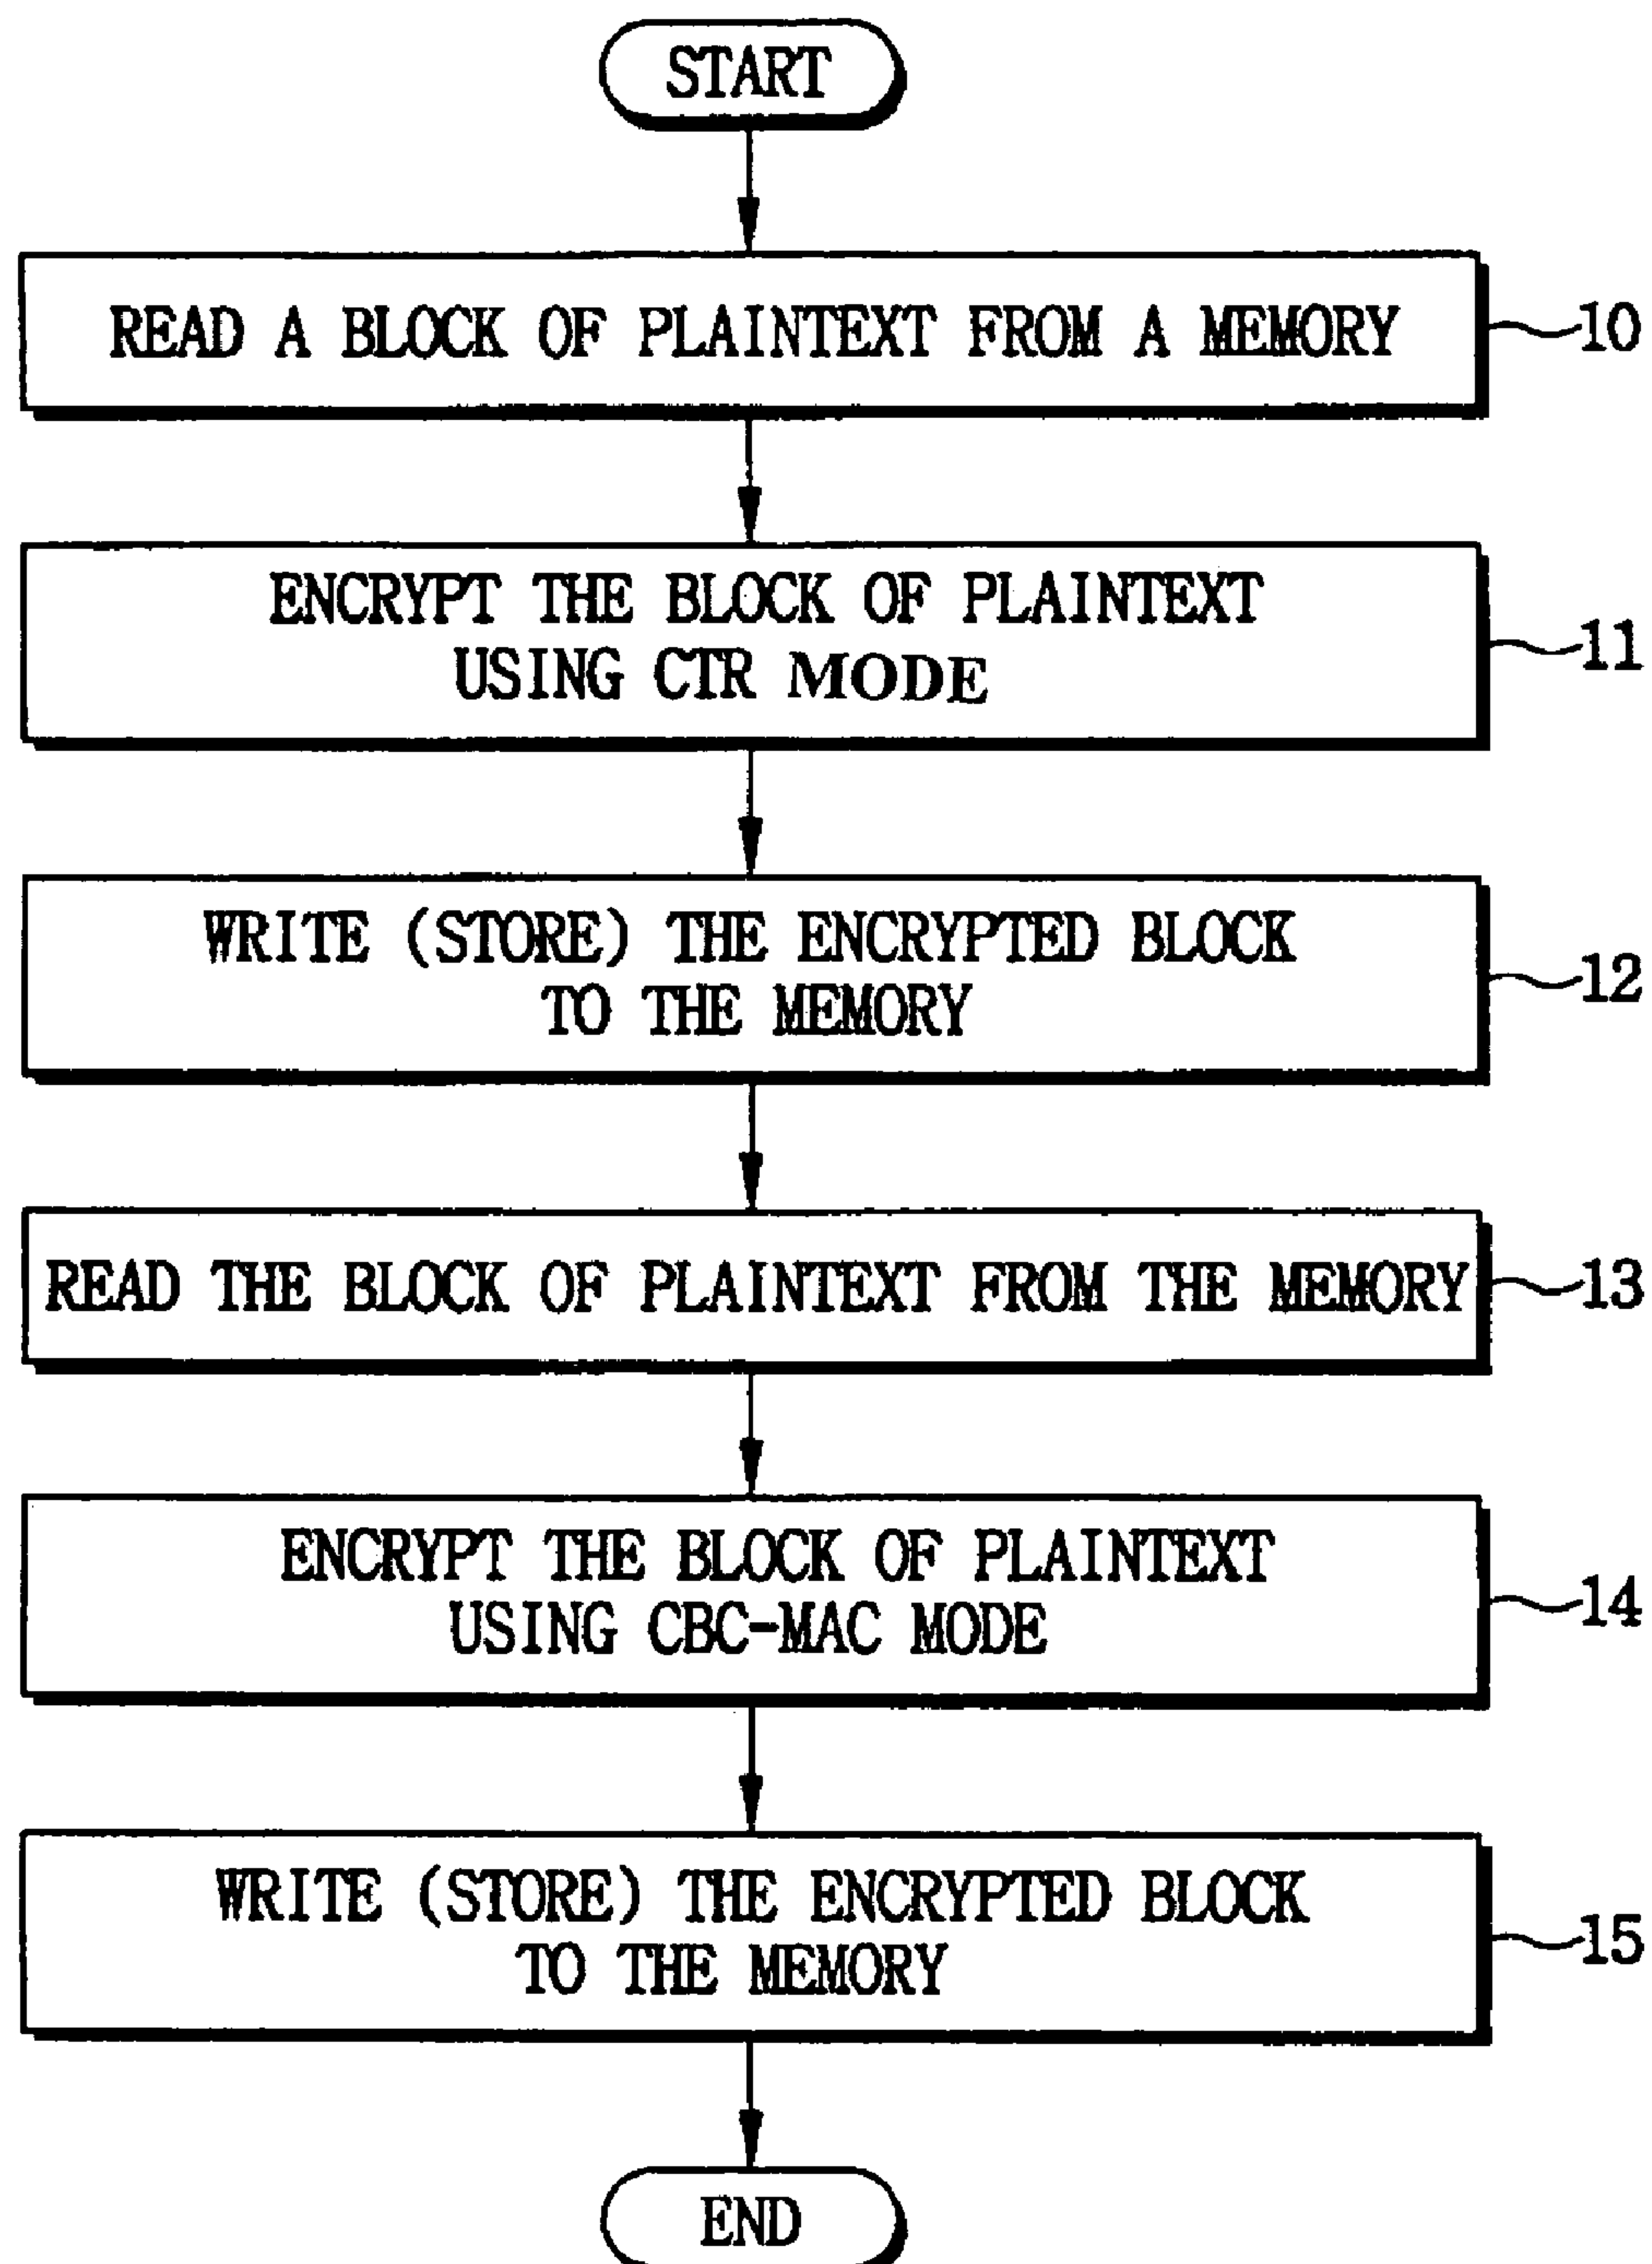 START
READ A BLOCK OF PLAINTEXT FROM A MEMORY
10
ENCRYPT THE BLOCK OF PLAINTEXT
USING CTR MODE
11
WRITE (STORE) THE ENCRYPTED BLOCK
TO THE MEMORY
12
READ THE BLOCK OF PLAINTEXT FROM THE MEMORY
13
ENCRYPT THE BLOCK OF PLAINTEXT
USING CBC-MAC MODE
14
WRITE (STORE) THE ENCRYPTED BLOCK
TO THE MEMORY
15
END